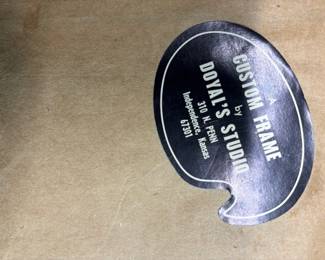 A
CUSTOM FRAME
by
DOYAL'S STUDIO
310 N. PENN
Independence, Kansas
67301